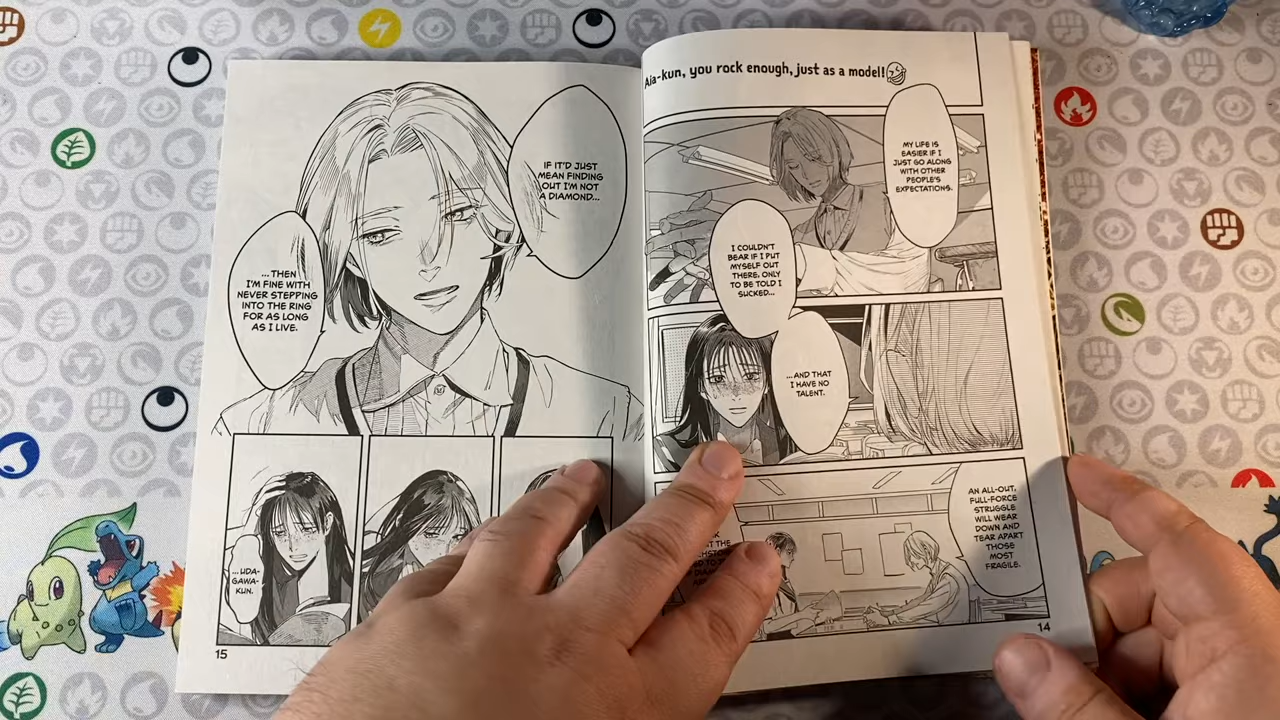 Aia-kun, you rock enough, just as a model!
MY LIFE IS
EASIER IF I
JUST GO ALONG
WITH OTHER
PEOPLE'S
EXPECTATIONS.
I COULDN'T
BEAR IF I PUT
MYSELF OUT
THERE, ONLY
TO BE TOLD I
SUCKED...
...AND THAT
I HAVE NO
TALENT.
AN ALL-OUT,
FULL-FORCE
STRUGGLE
WILL WEAR
DOWN AND
TEAR APART
THOSE
MOST
FRAGILE.
THE
14
IF IT'D JUST
MEAN FINDING
OUT I'M NOT
A DIAMOND...
...THEN
I'M FINE WITH
NEVER STEPPING
INTO THE RING
FOR AS LONG
AS I LIVE.
...UDA-
GAWA-
KUN.
15